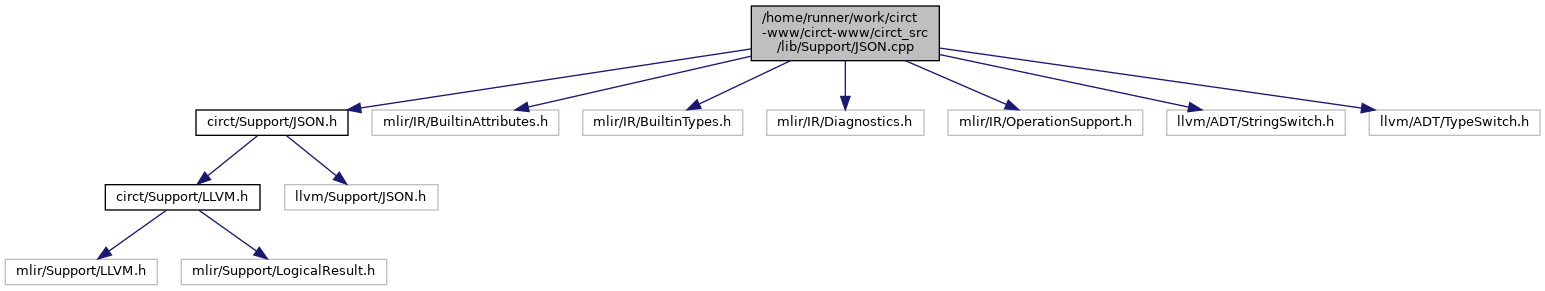 /home/runner/work/circt
-www/circt-www/circt_src
/lib/Support/JSON.cpp
circt/Support/JSON.h
mlir/IR/BuiltinAttributes.h
mlir/IR/BuiltinTypes.h
mlir/IR/Diagnostics.h
mlir/IR/OperationSupport.h
llvm/ADT/StringSwitch.h
llvm/ADT/TypeSwitch.h
circt/Support/LLVM.h
llvm/Support/JSON.h
mlir/Support/LLVM.h
mlir/Support/LogicalResult.h